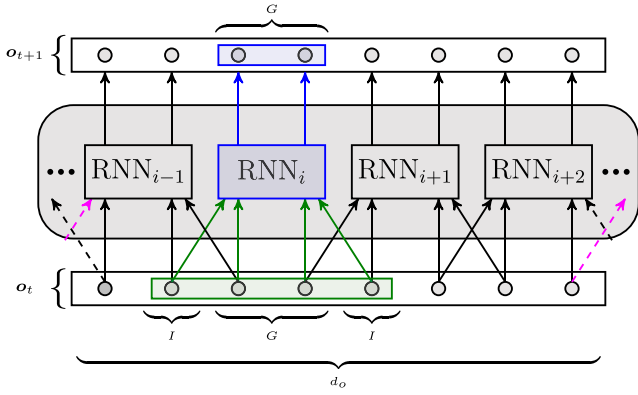 G
o_{t+1} {
... RNN_{i-1} RNN_i RNN_{i+1} RNN_{i+2} ...
o_t {
I G I
d_o